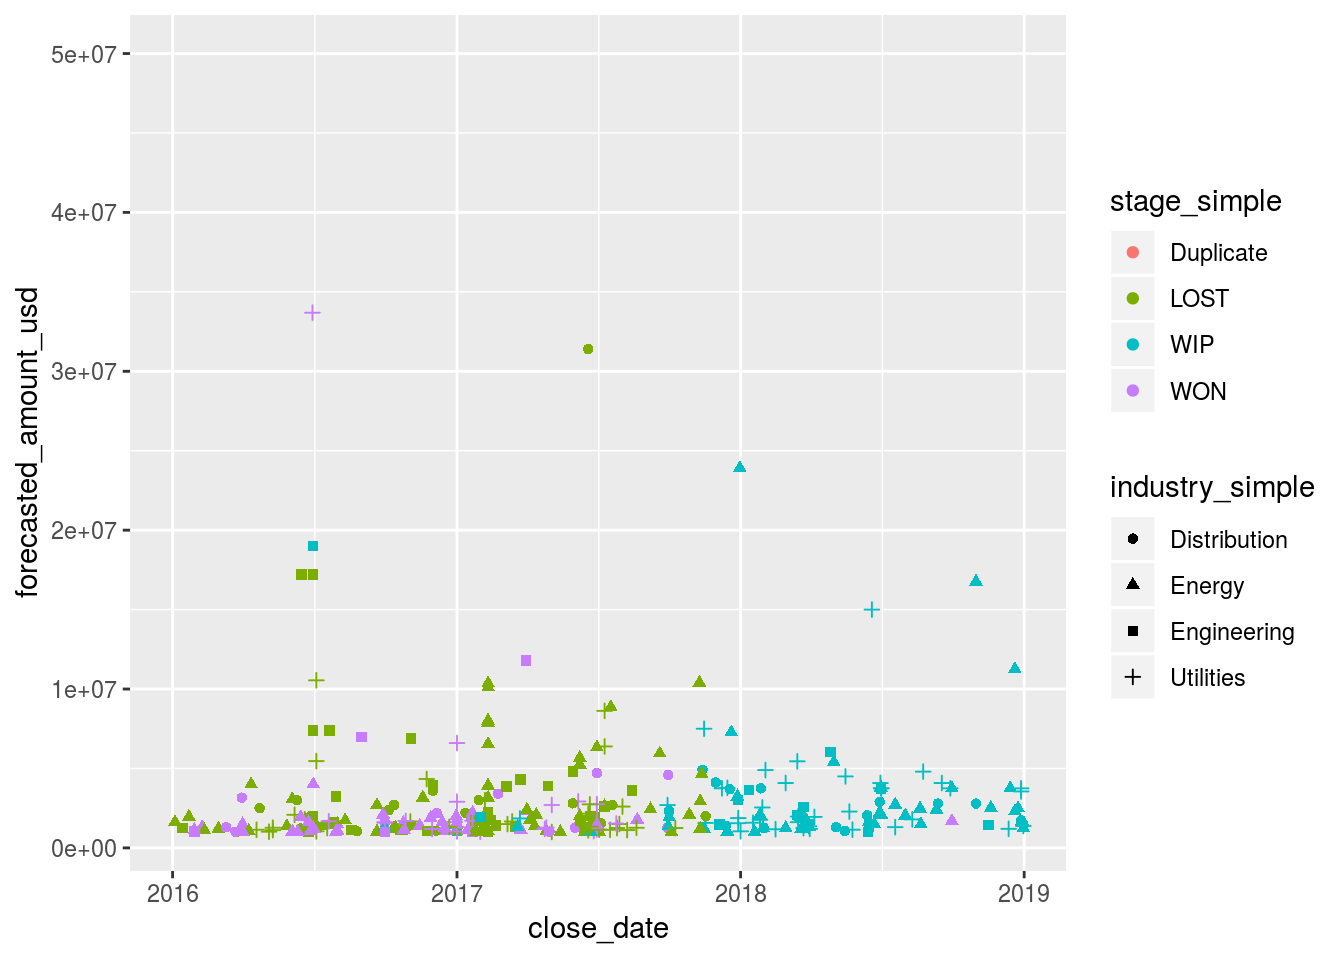 5e+07
4e+07
3e+07
2e+07
1e+07
0e+00
forecasted_amount_usd
2016
2017
2018
2019
close_date
stage_simple
Duplicate
LOST
WIP
WON
industry_simple
Distribution
Energy
Engineering
Utilities